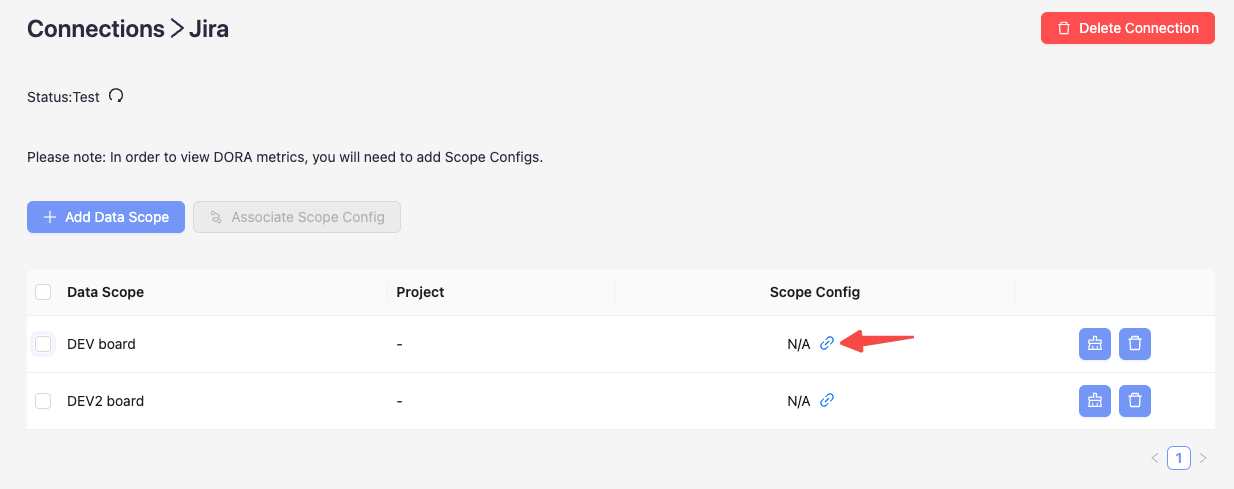 Connections > Jira
Delete Connection
Status:Test
Please note: In order to view DORA metrics, you will need to add Scope Configs.
Add Data Scope
Associate Scope Config
Data Scope Project Scope Config
DEV board - N/A
DEV2 board - N/A
< 1 >